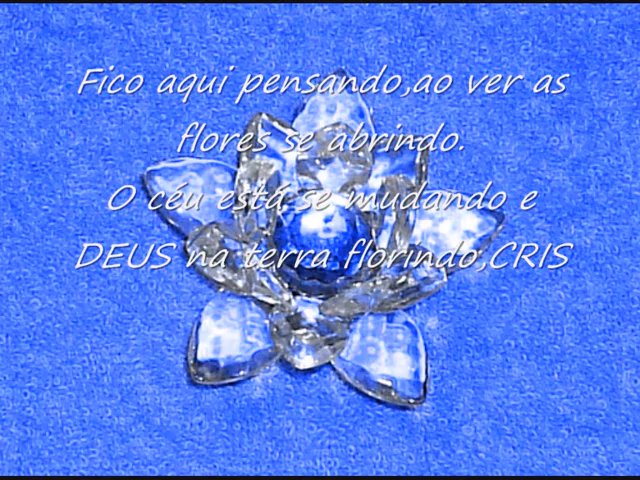 Fico aqui pensando,ao ver as
flores se abrindo.
O céu está se mudando e
DEUS na terra florindo,CRIS